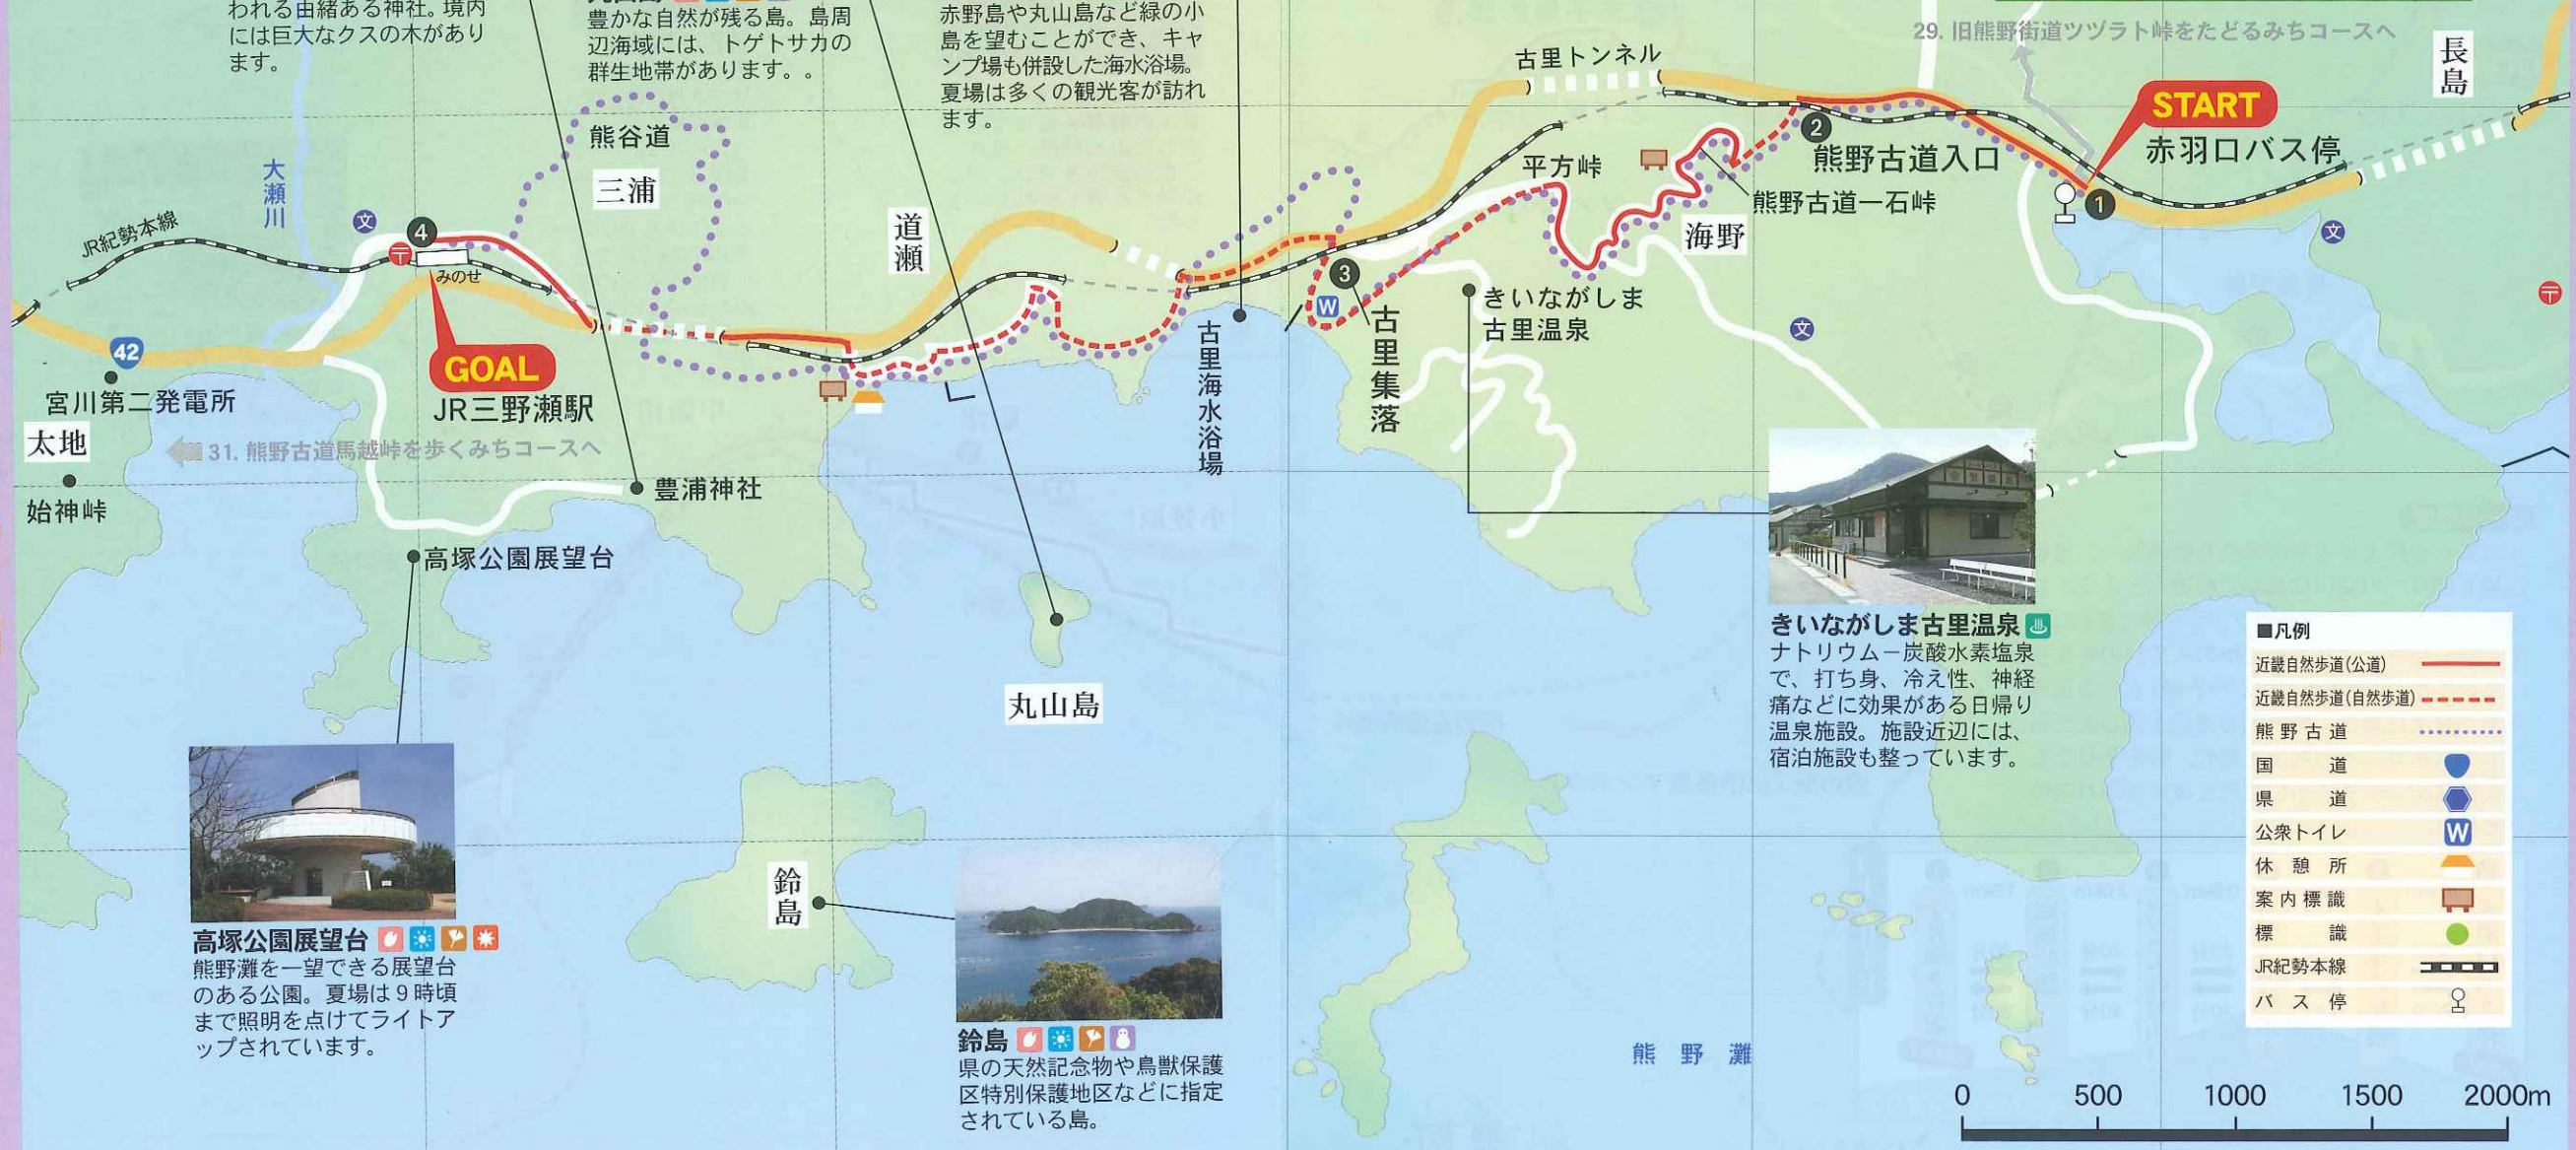 われる由緒ある神社。境内
には巨大なクスの木があり
ます。
豊かな自然が残る島。島周
辺海域には、トゲトサカの
群生地帯があります。。
赤野島や丸山島など緑の小
島を望むことができ、キャ
ンプ場も併設した海水浴場。
夏場は多くの観光客が訪れ
ます。
29. 旧熊野街道ツヅラト峠をたどるみちコースへ
長島
古里トンネル
START
赤羽口バス停
1
文
〒
2
熊野古道入口
熊野古道一石峠
平方峠
海野
文
熊谷道
三浦
大瀬川
文
JR紀勢本線
4
〒
みのせ
道瀬
3
W
古里集落
きいながしま
古里温泉
古里海水浴場
42
GOAL
JR三野瀬駅
宮川第二発電所
太地
31. 熊野古道馬越峠を歩くみちコースへ
始神峠
豊浦神社
高塚公園展望台
丸山島
鈴島
高塚公園展望台
熊野灘を一望できる展望台
のある公園。夏場は9時頃
まで照明を点けてライトア
ップされています。
鈴島
県の天然記念物や鳥獣保護
区特別保護地区などに指定
されている島。
きいながしま古里温泉
ナトリウム−炭酸水素塩泉
で、打ち身、冷え性、神経
痛などに効果がある日帰り
温泉施設。施設近辺には、
宿泊施設も整っています。
熊野灘
■凡例
近畿自然歩道(公道)
近畿自然歩道(自然歩道)
熊野古道
国道
県道
公衆トイレ W
休憩所
案内標識
標識
JR紀勢本線
バス停
0 500 1000 1500 2000m